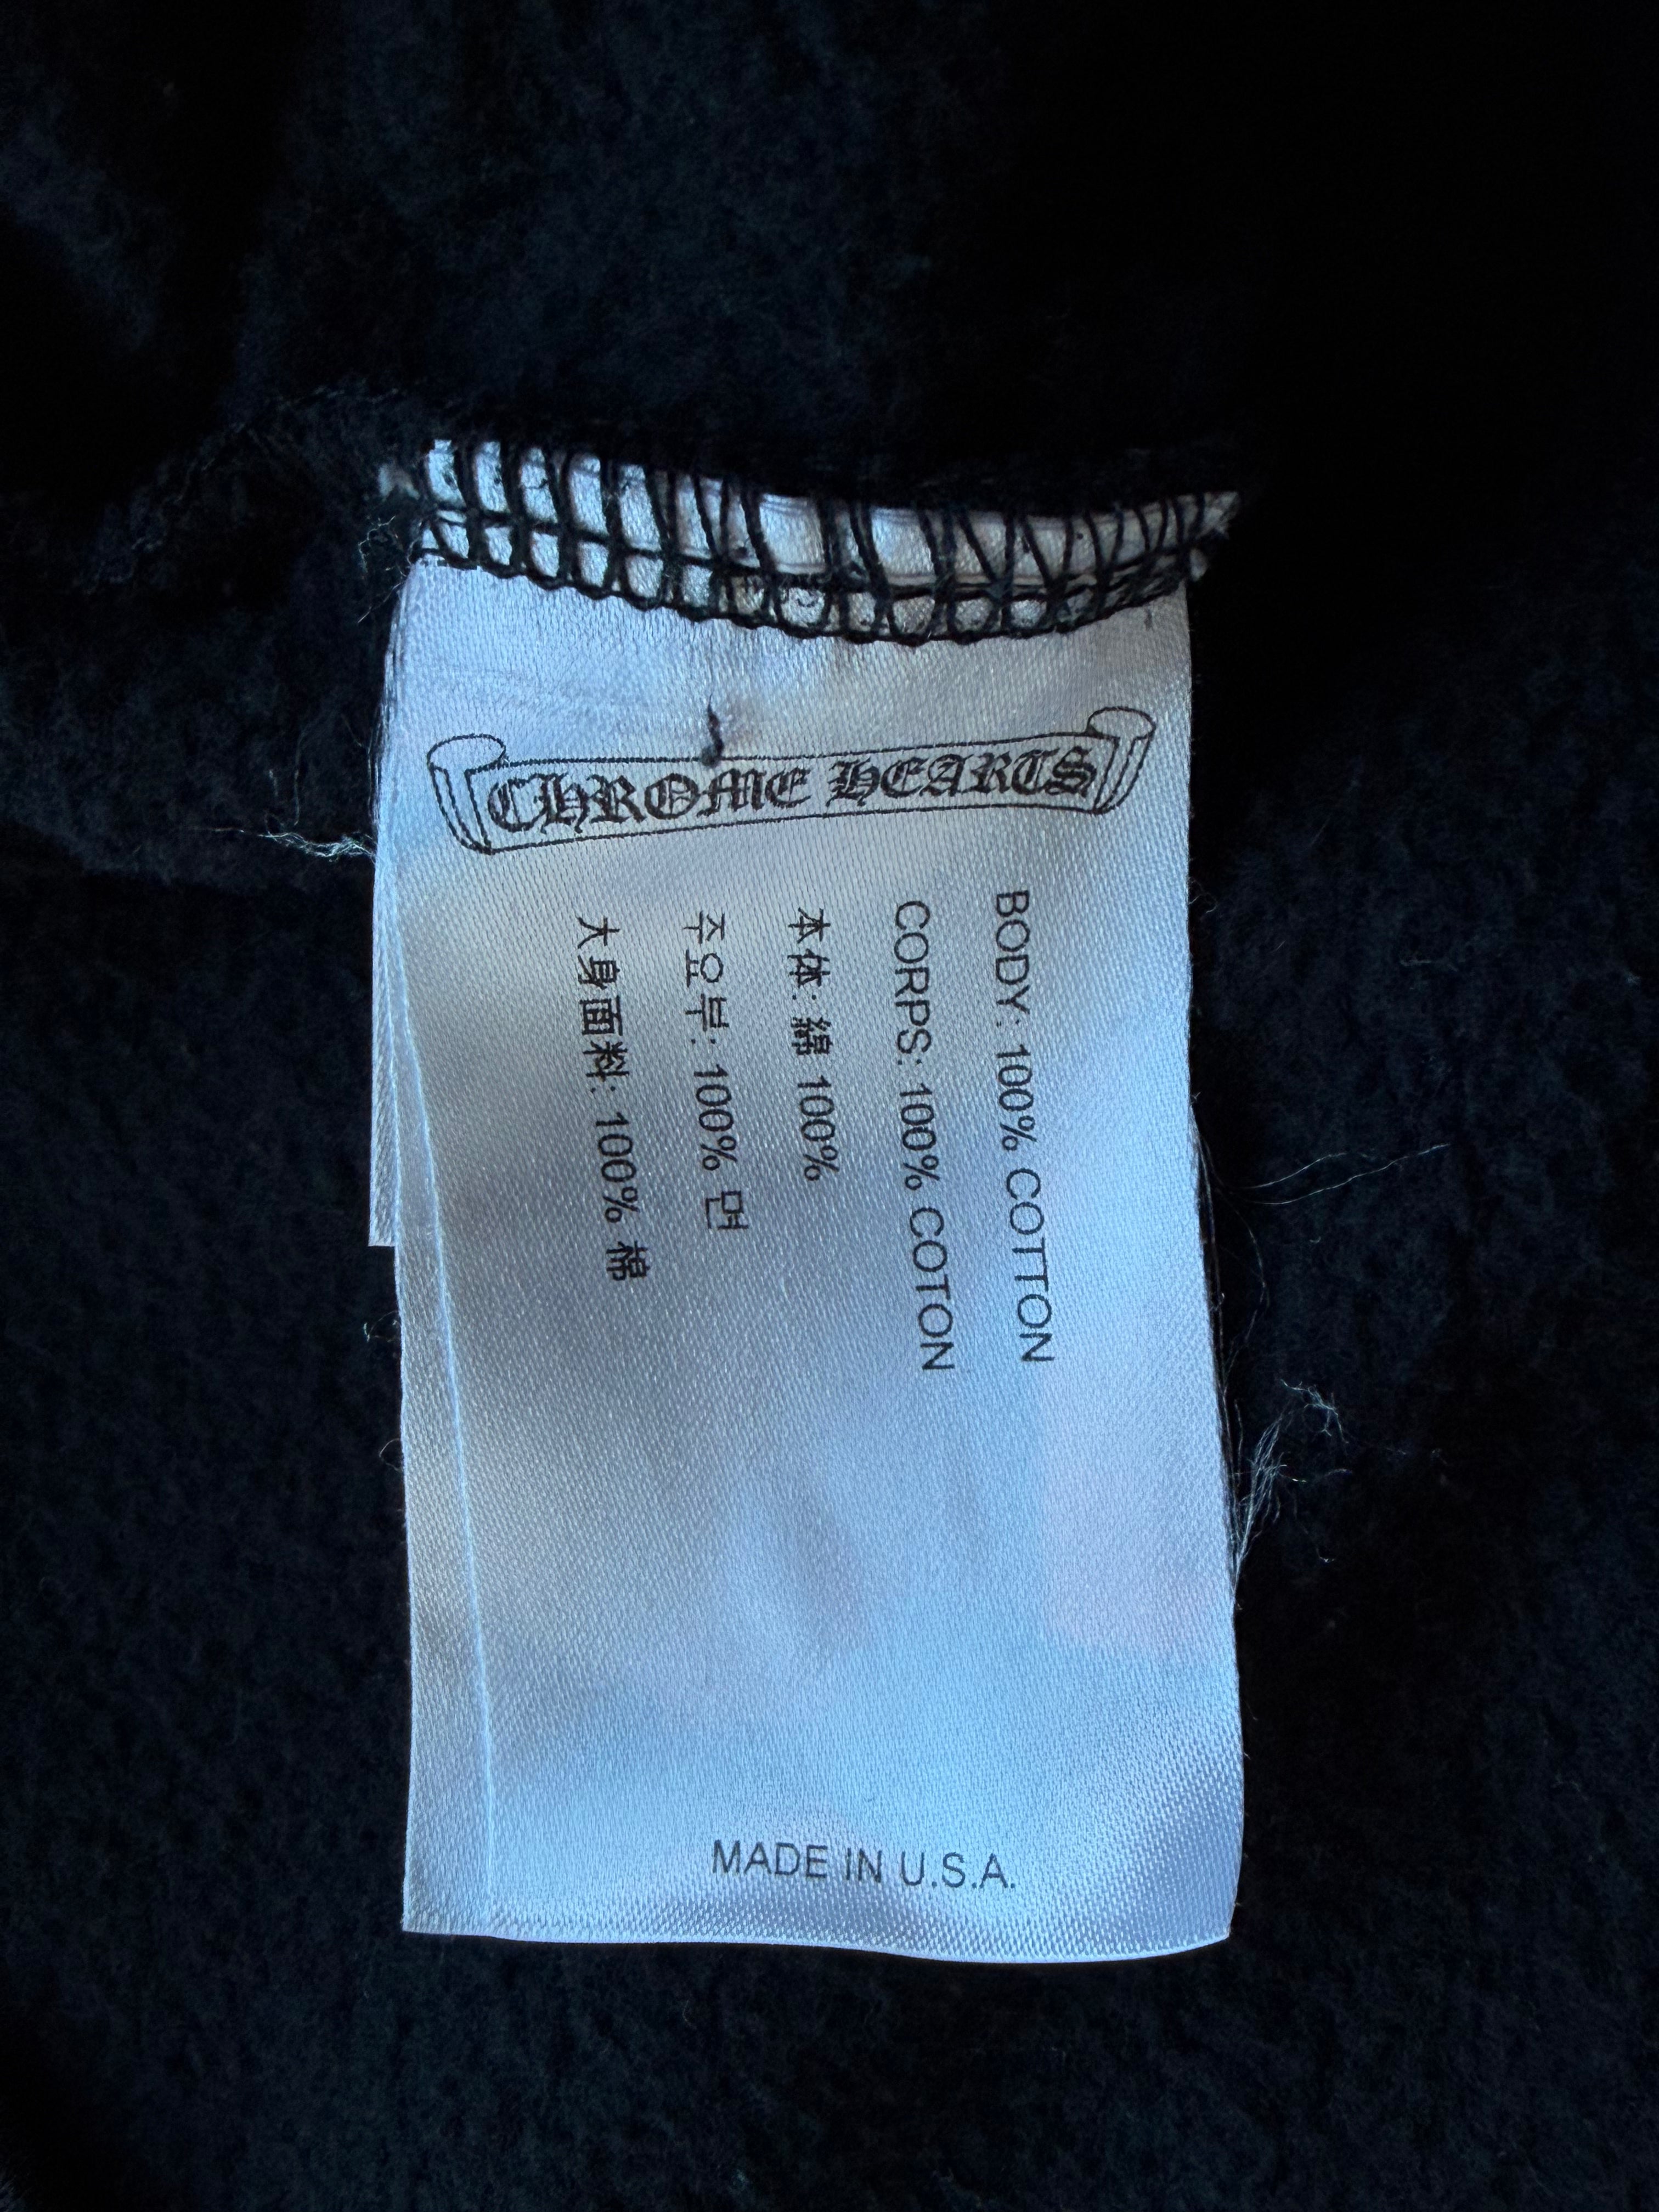 CHROME HEARTS
BODY: 100% COTTON
CORPS: 100% COTON
本体: 綿 100%
주요부: 100% 면
大身面料: 100% 棉
MADE IN U.S.A.